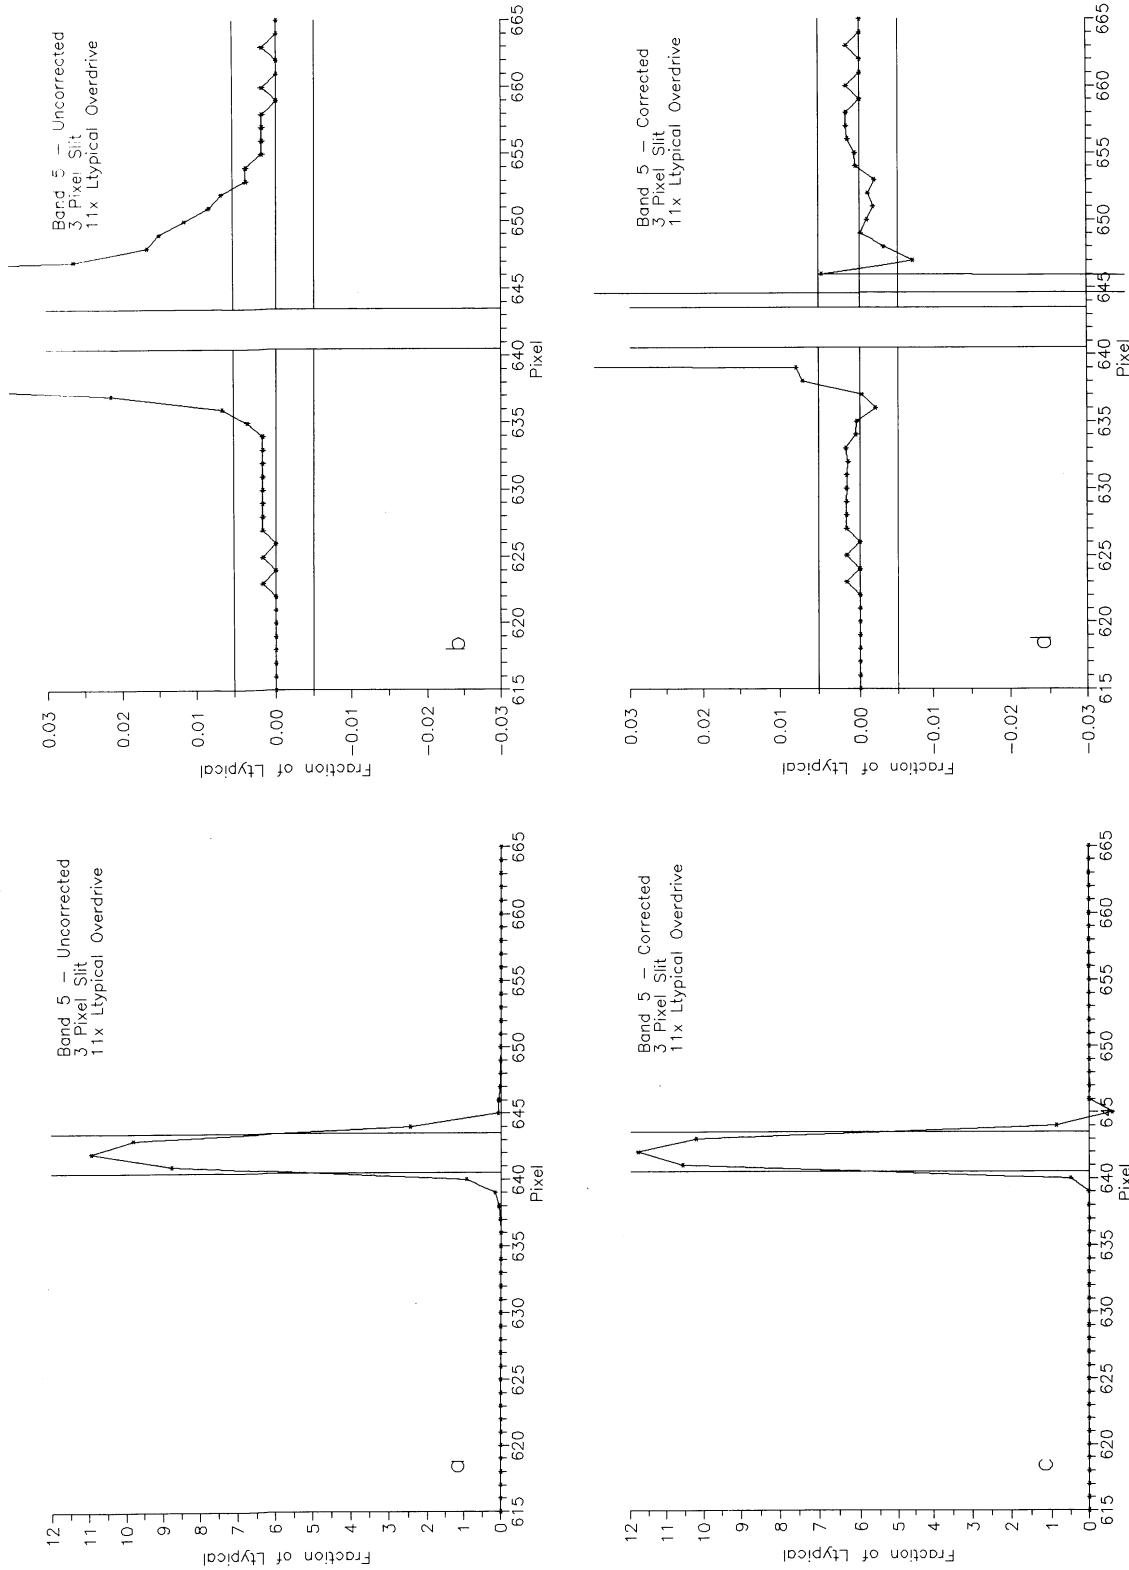 Band 5 – Uncorrected
3 Pixel Slit
11x Ltypical Overdrive
a
Fraction of Ltypical
12
11
10
9
8
7
6
5
4
3
2
1
0
615 620 625 630 635 640 645 650 655 660 665
Pixel
Band 5 – Uncorrected
3 Pixel Slit
11x Ltypical Overdrive
b
Fraction of Ltypical
0.03
0.02
0.01
0.00
-0.01
-0.02
-0.03
615 620 625 630 635 640 645 650 655 660 665
Pixel
Band 5 – Corrected
3 Pixel Slit
11x Ltypical Overdrive
c
Fraction of Ltypical
12
11
10
9
8
7
6
5
4
3
2
1
0
615 620 625 630 635 640 645 650 655 660 665
Pixel
Band 5 – Corrected
3 Pixel Slit
11x Ltypical Overdrive
d
Fraction of Ltypical
0.03
0.02
0.01
0.00
-0.01
-0.02
-0.03
615 620 625 630 635 640 645 650 655 660 665
Pixel